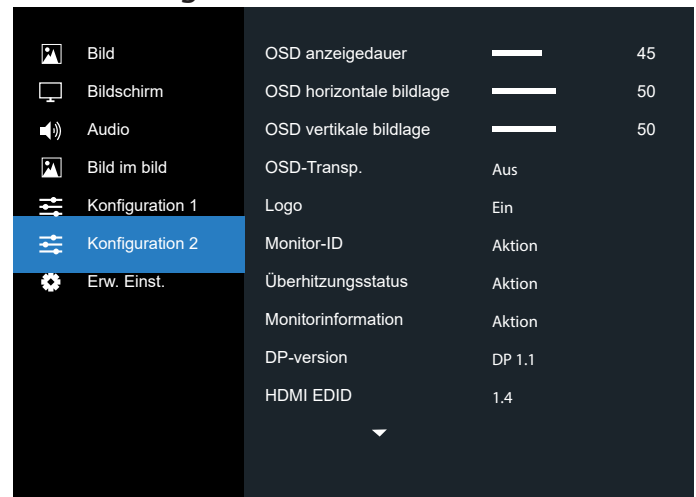 Bild
Bildschirm
Audio
Bild im bild
Konfiguration 1
Konfiguration 2
Erw. Einst.
OSD anzeigedauer 45
OSD horizontale bildlage 50
OSD vertikale bildlage 50
OSD-Transp. Aus
Logo Ein
Monitor-ID Aktion
Überhitzungsstatus Aktion
Monitorinformation Aktion
DP-version DP 1.1
HDMI EDID 1.4